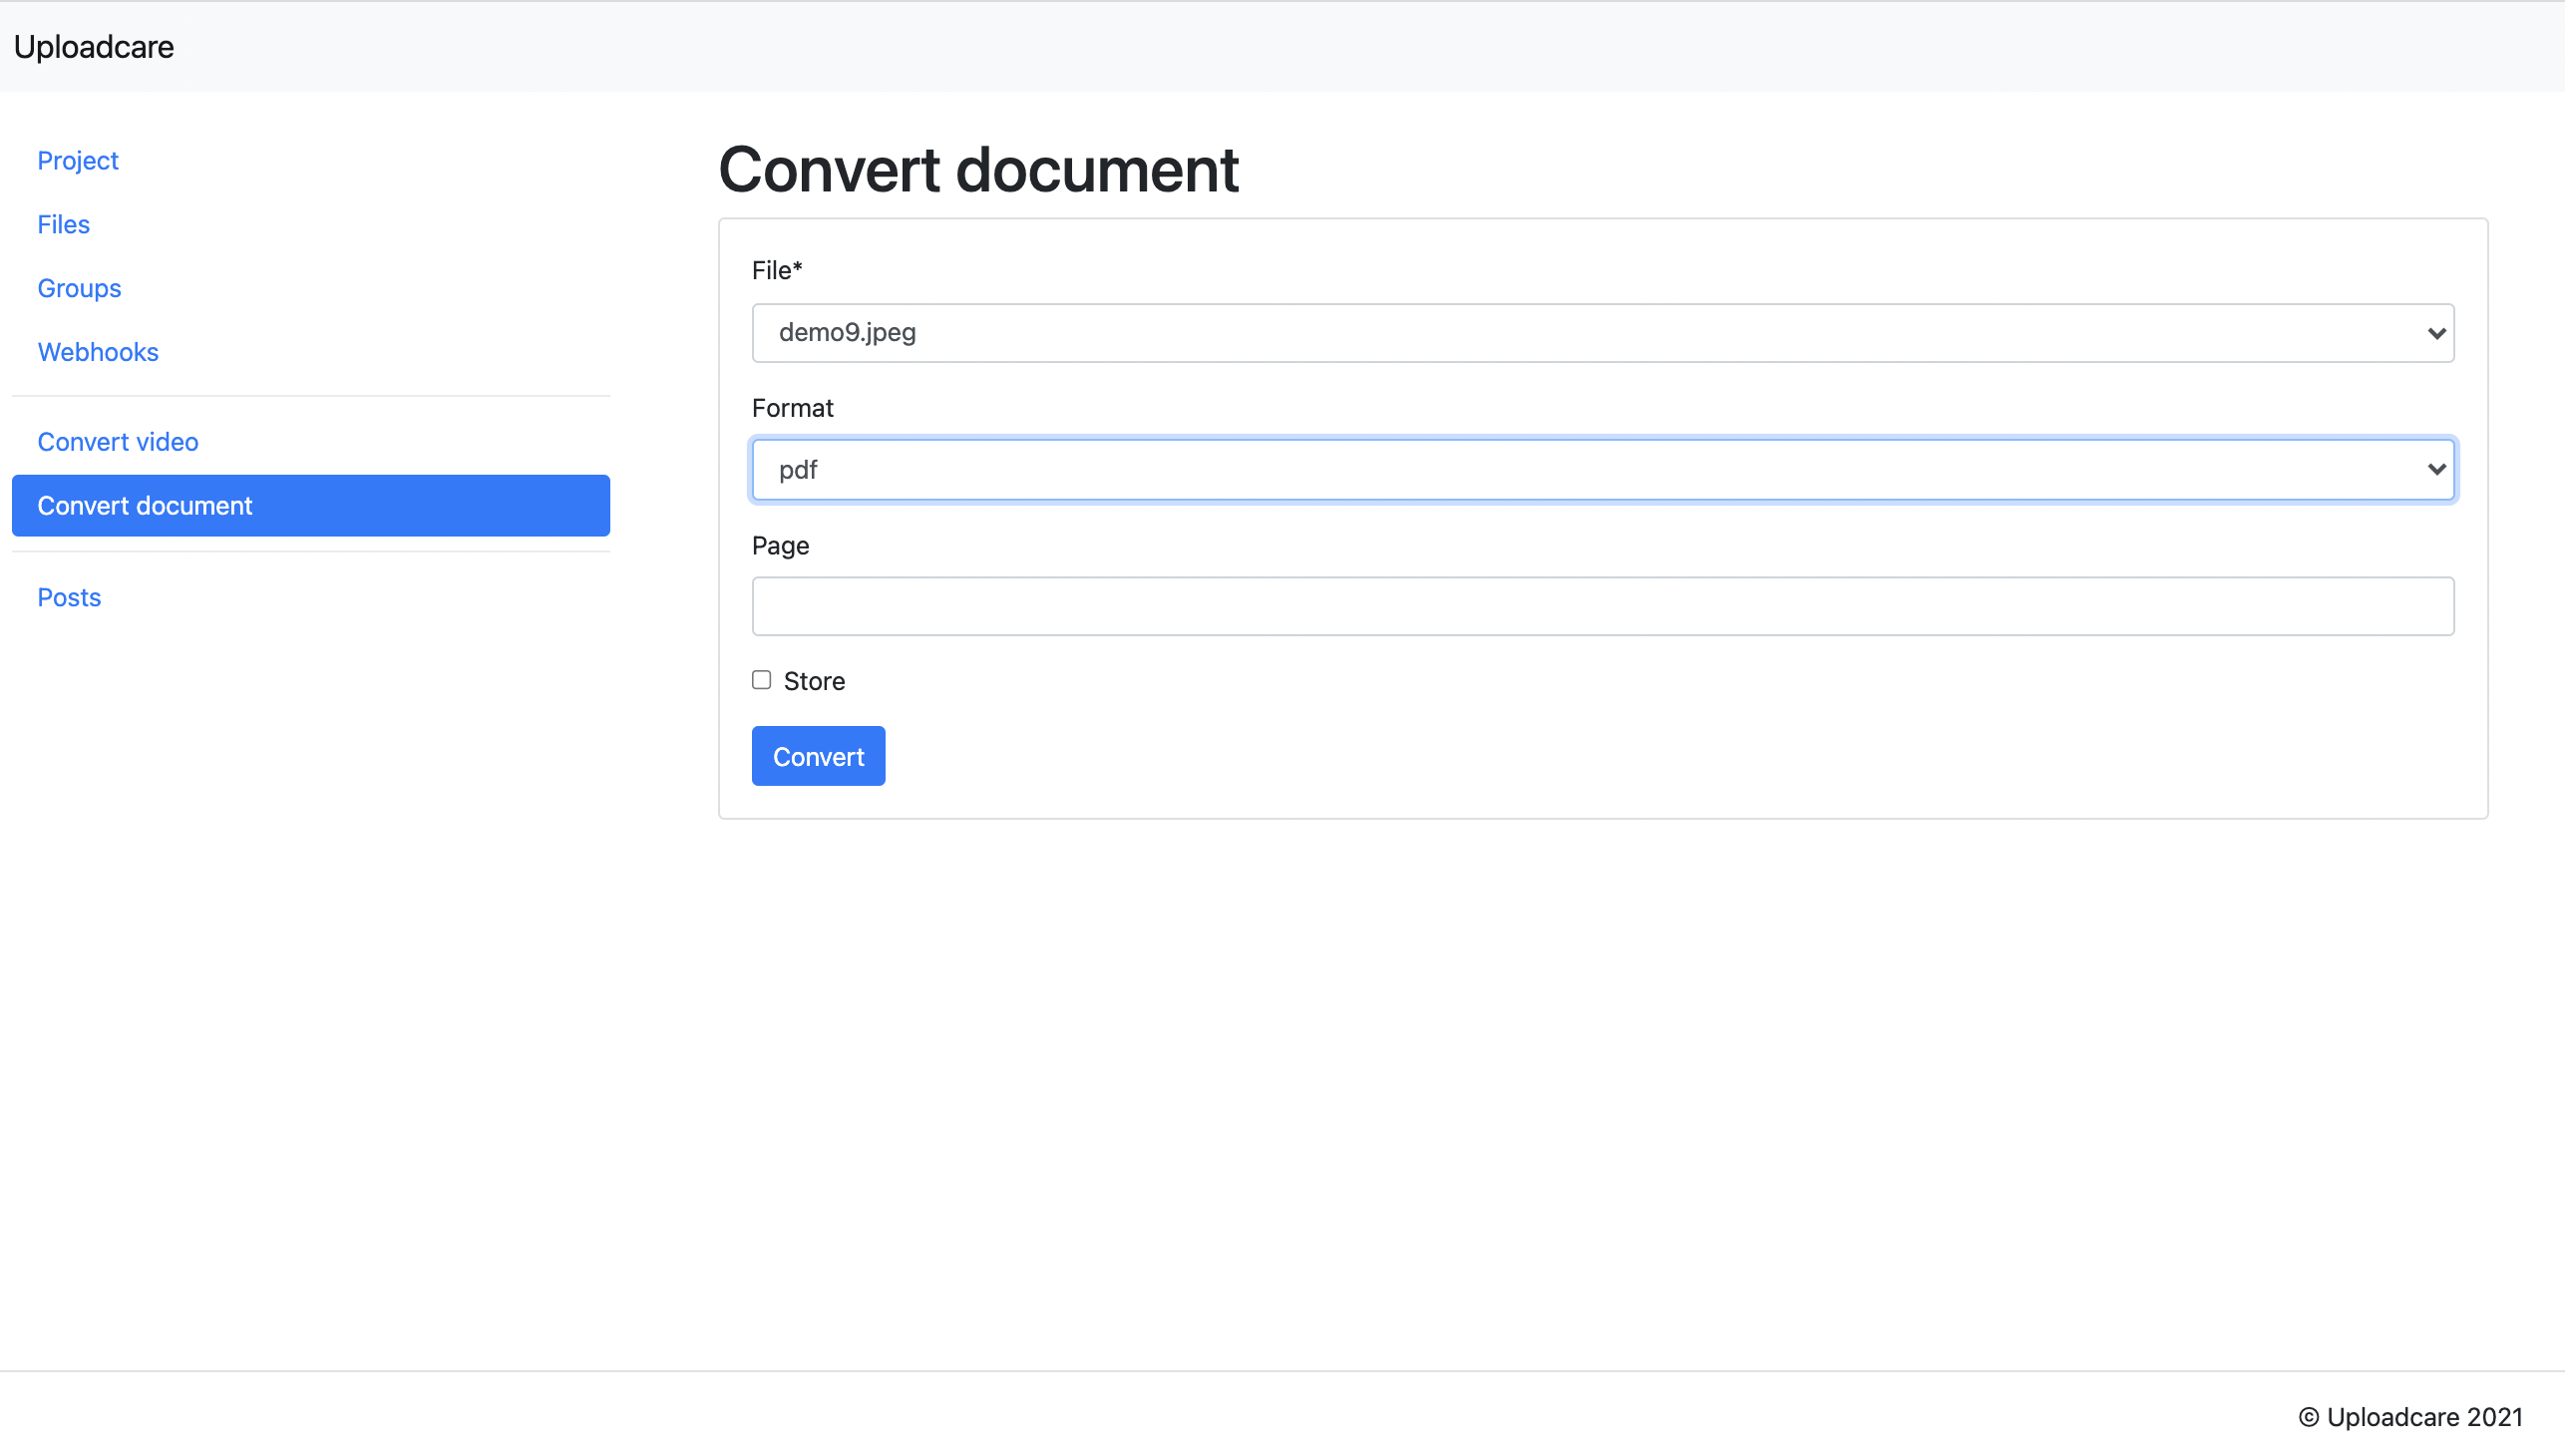 Uploadcare
Project
Files
Groups
Webhooks
Convert video
Convert document
Posts
Convert document
File*
demo9.jpeg
Format
pdf
Page
Store
Convert
© Uploadcare 2021